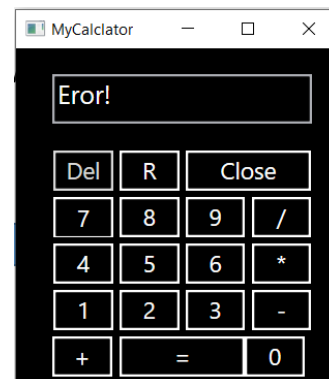 MyCalclator
Eror!
Del R Close
7 8 9 /
4 5 6 *
1 2 3 -
+ = 0